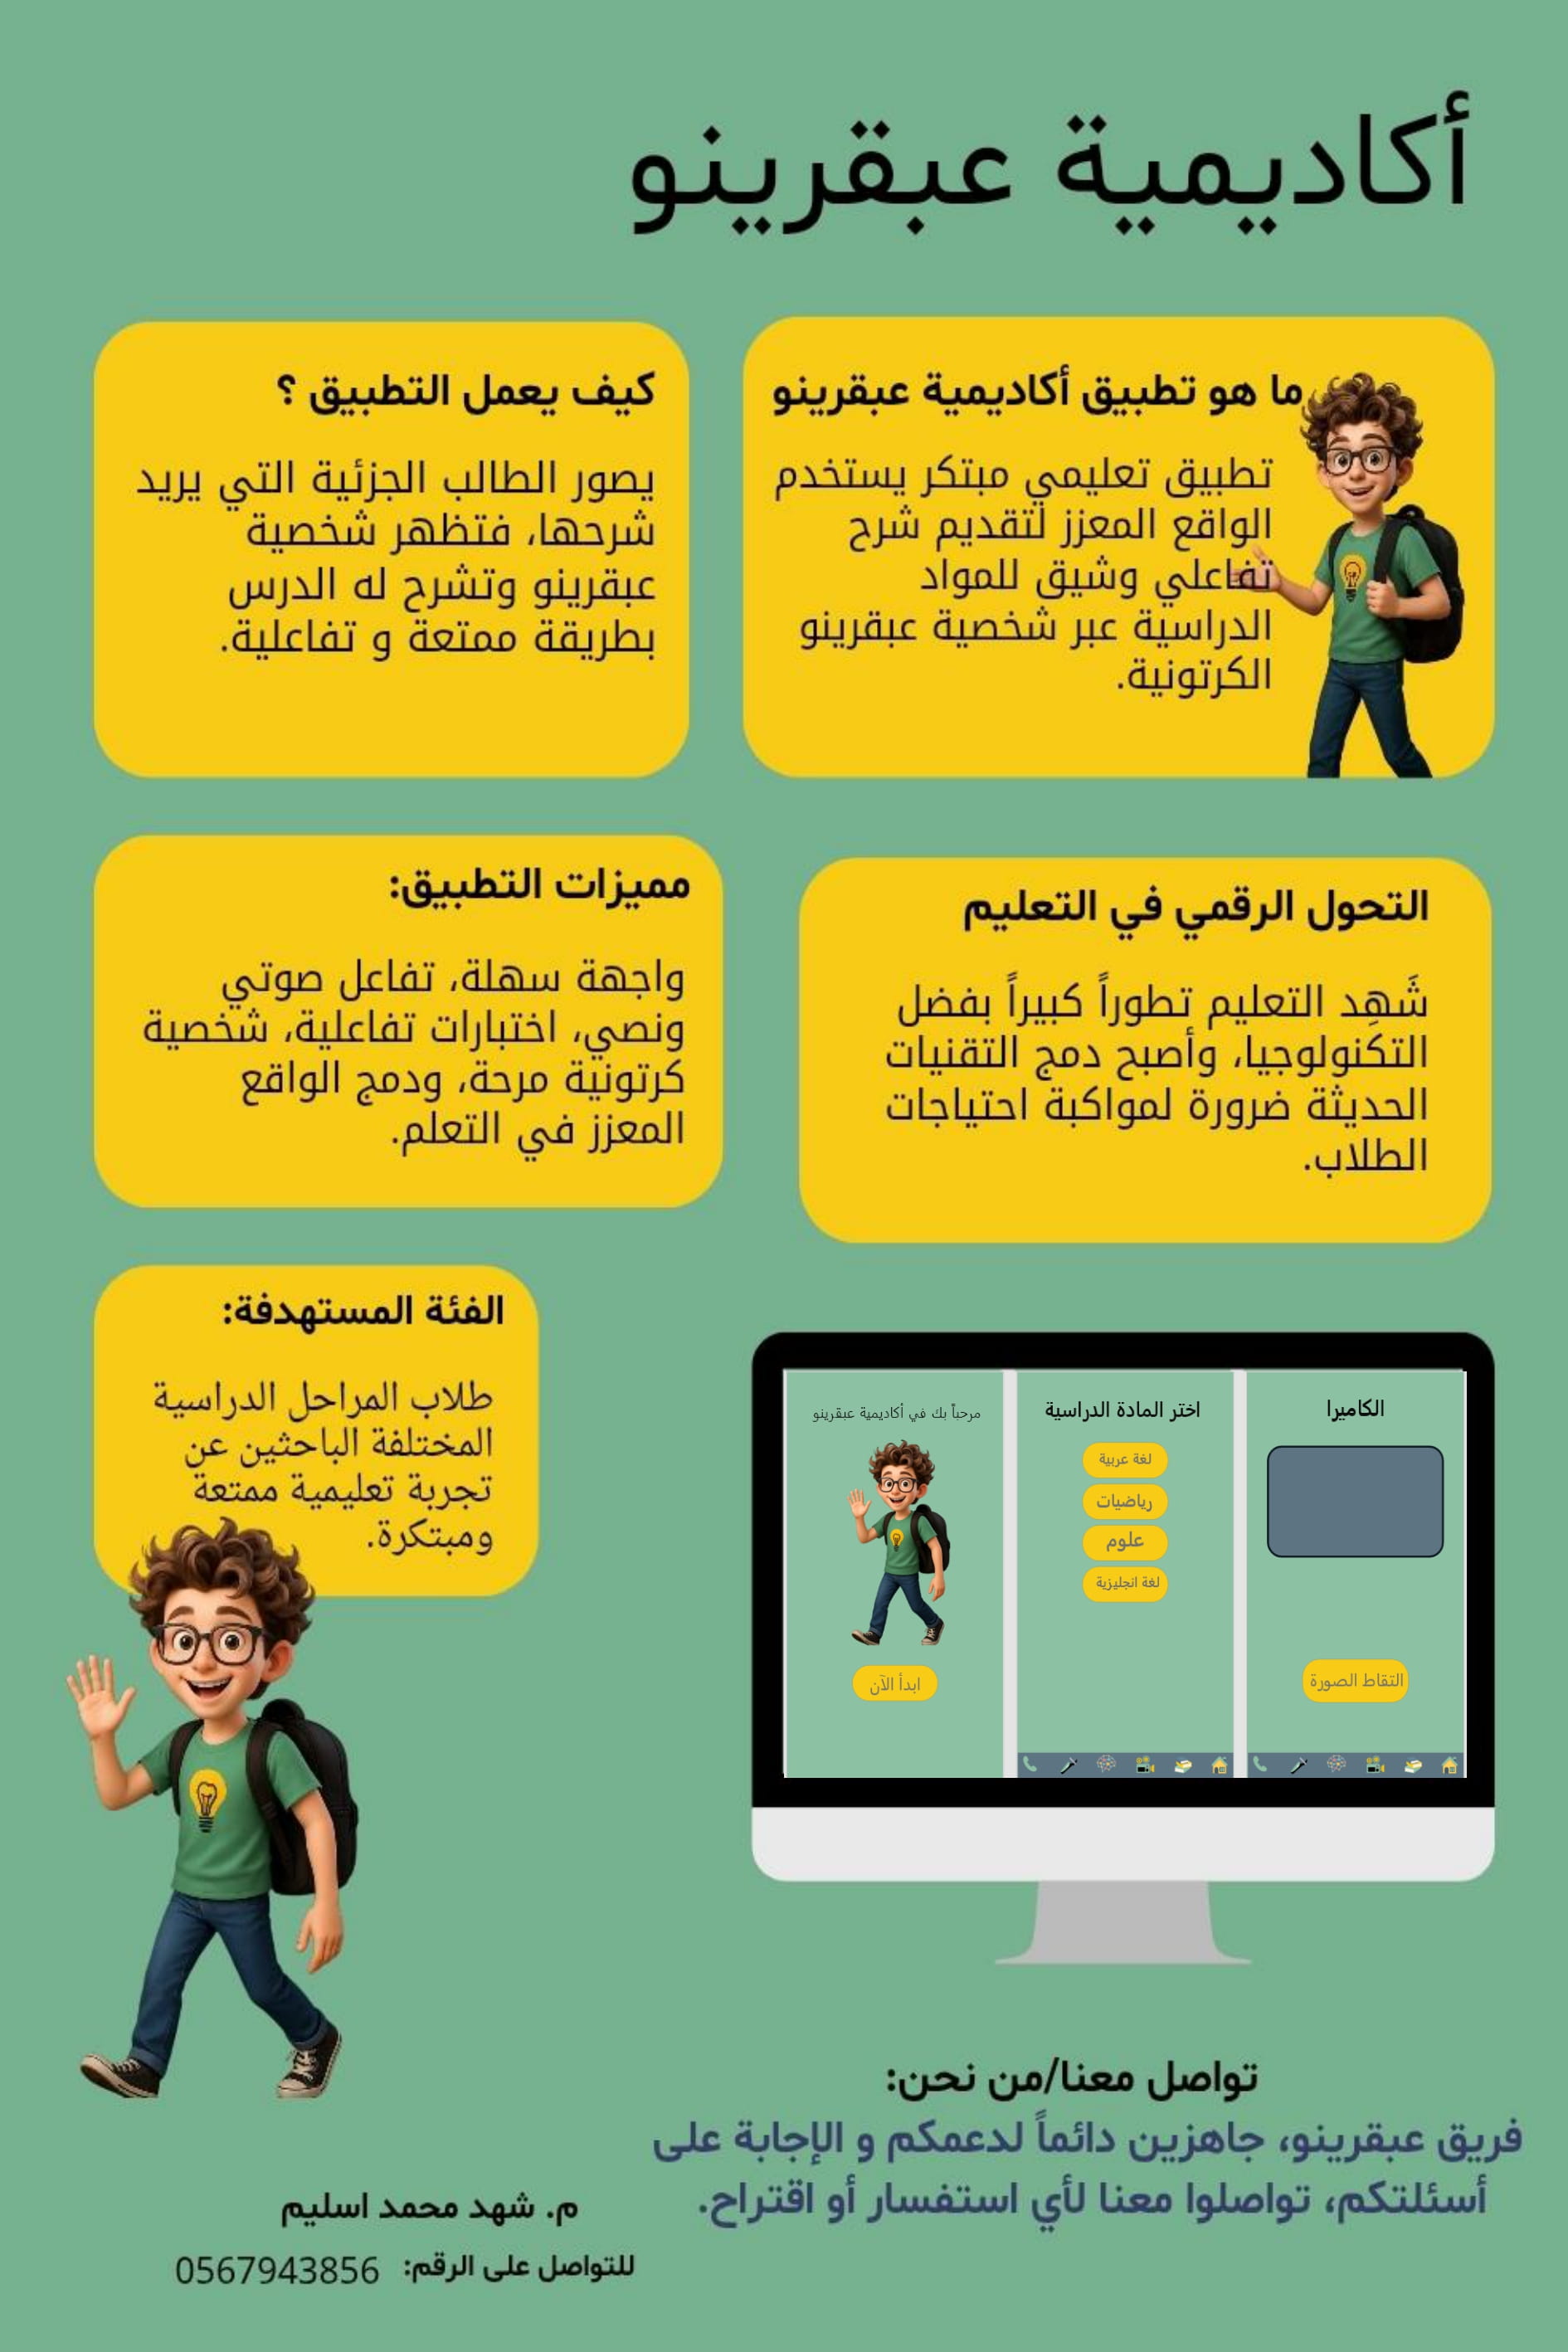 أكاديمية عبقرينو
ما هو تطبيق أكاديمية عبقرينو
تطبيق تعليمي مبتكر يستخدم
الواقع المعزز لتقديم شرح
تفاعلي وشيق للمواد
الدراسية عبر شخصية عبقرينو
الكرتونية.
كيف يعمل التطبيق ؟
يصور الطالب الجزئية التي يريد
شرحها، فتظهر شخصية
عبقرينو وتشرح له الدرس
بطريقة ممتعة و تفاعلية.
التحول الرقمي في التعليم
شَهِد التعليم تطوراً كبيراً بفضل
التكنولوجيا، وأصبح دمج التقنيات
الحديثة ضرورة لمواكبة احتياجات
الطلاب.
مميزات التطبيق:
واجهة سهلة، تفاعل صوتي
ونصي، اختبارات تفاعلية، شخصية
كرتونية مرحة، ودمج الواقع
المعزز في التعلم.
الفئة المستهدفة:
طلاب المراحل الدراسية
المختلفة الباحثين عن
تجربة تعليمية ممتعة
ومبتكرة.
الكاميرا
التقاط الصورة
اختر المادة الدراسية
لغة عربية
رياضيات
علوم
لغة انجليزية
مرحباً بك في أكاديمية عبقرينو
ابدأ الآن
تواصل معنا/من نحن:
فريق عبقرينو، جاهزين دائماً لدعمكم و الإجابة على
أسئلتكم، تواصلوا معنا لأي استفسار أو اقتراح.
م. شهد محمد اسليم
للتواصل على الرقم: 0567943856